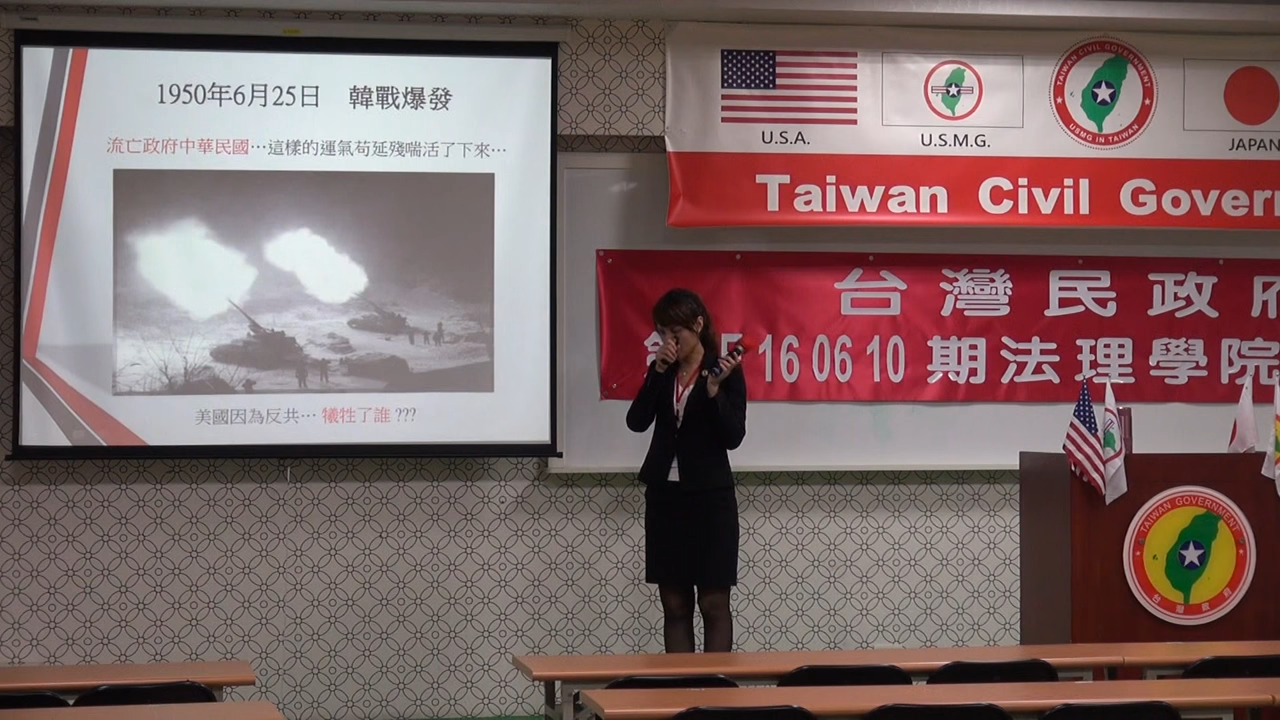 1950年6月25日 韓戰爆發
流亡政府中華民國…這樣的運氣苟延殘喘活了下來…
美國因為反共… 犧牲了誰 ???
U.S.A.
U.S.M.G.
TAIWAN CIVIL GOVERNMENT
USMG IN TAIWAN
JAPAN
Taiwan Civil Govern
台灣民政府
16 06 10 期法理學院
TAIWAN GOVERNMENT
台灣政府